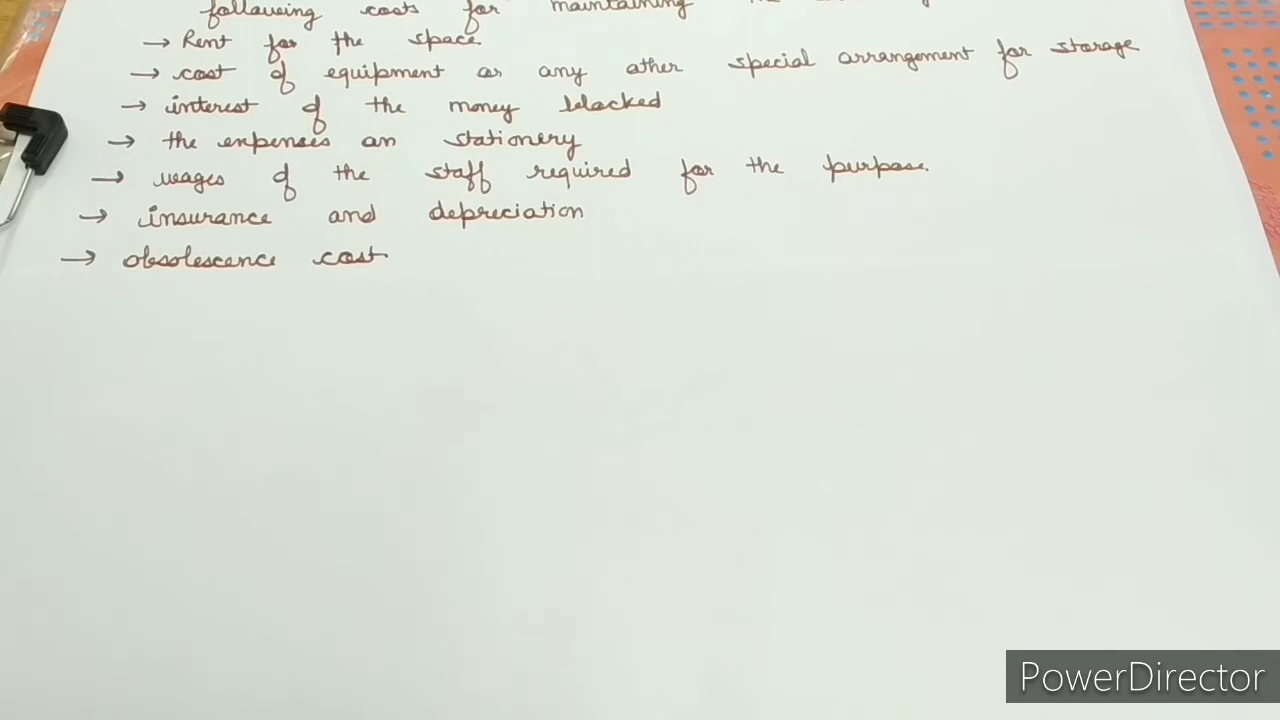 following costs for maintaining
→ Rent for the space.
→ cost of equipment or any other special arrangement for storage
→ interest of the money blocked
→ the expenses on stationery
→ wages of the staff required for the purpose.
→ insurance and depreciation
→ obsolescence cost
PowerDirector